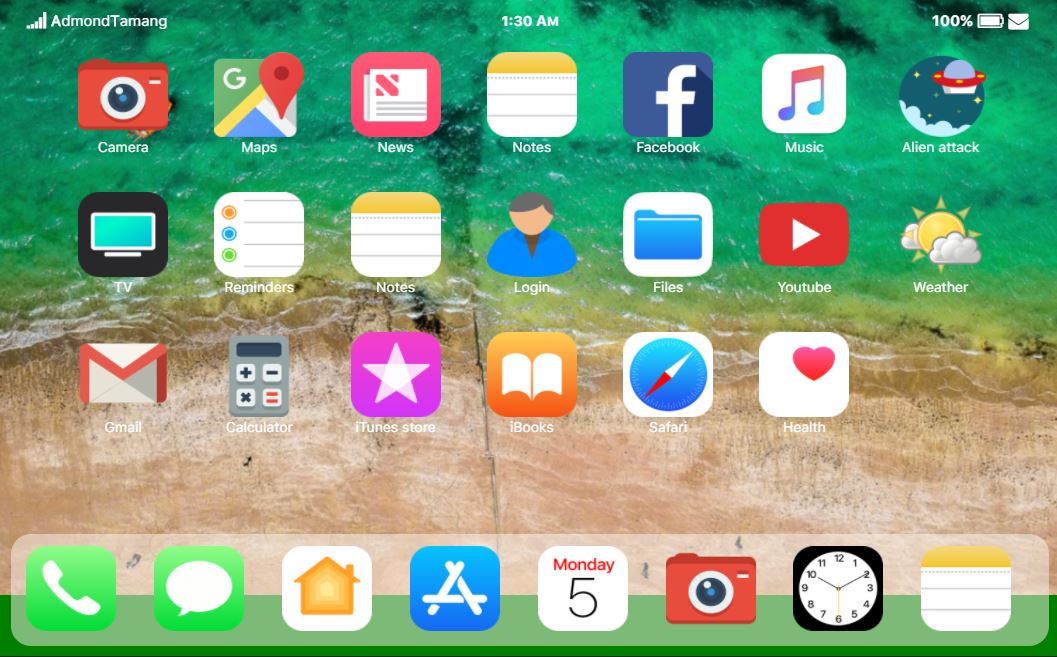 AdmondTamang
1:30 AM
100%
G
Camera
Maps
News
Notes
Facebook
Music
Alien attack
TV
Reminders
Notes
Login
Files
Youtube
Weather
Gmail
Calculator
iTunes store
iBooks
Safari
Health
Monday
5
12
1
2
3
4
5
6
7
8
9
10
11